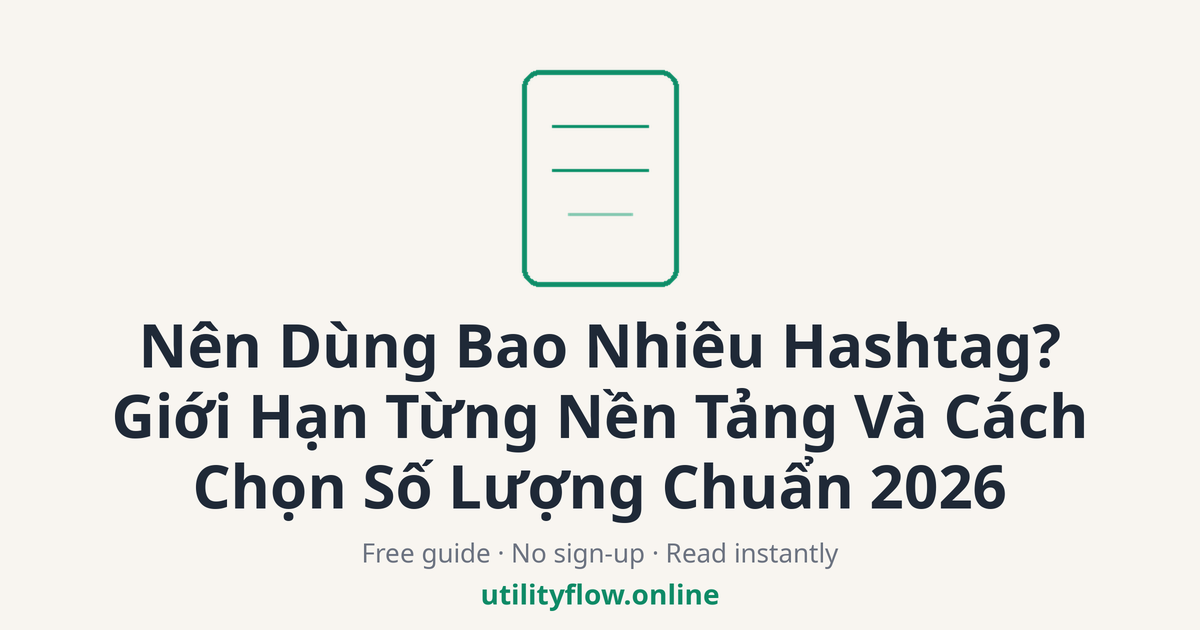 Nên Dùng Bao Nhiêu Hashtag?
Giới Hạn Từng Nền Tảng Và Cách
Chọn Số Lượng Chuẩn 2026
Free guide · No sign-up · Read instantly
utilityflow.online